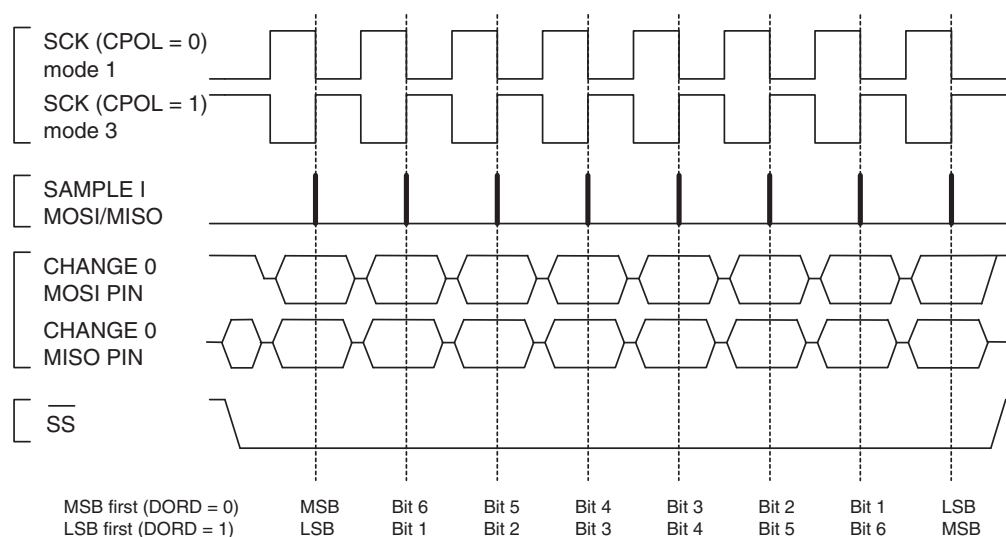 SCK (CPOL = 0)
mode 1
SCK (CPOL = 1)
mode 3
SAMPLE I
MOSI/MISO
CHANGE 0
MOSI PIN
CHANGE 0
MISO PIN
SS
MSB first (DORD = 0) MSB Bit 6 Bit 5 Bit 4 Bit 3 Bit 2 Bit 1 LSB
LSB first (DORD = 1) LSB Bit 1 Bit 2 Bit 3 Bit 4 Bit 5 Bit 6 MSB